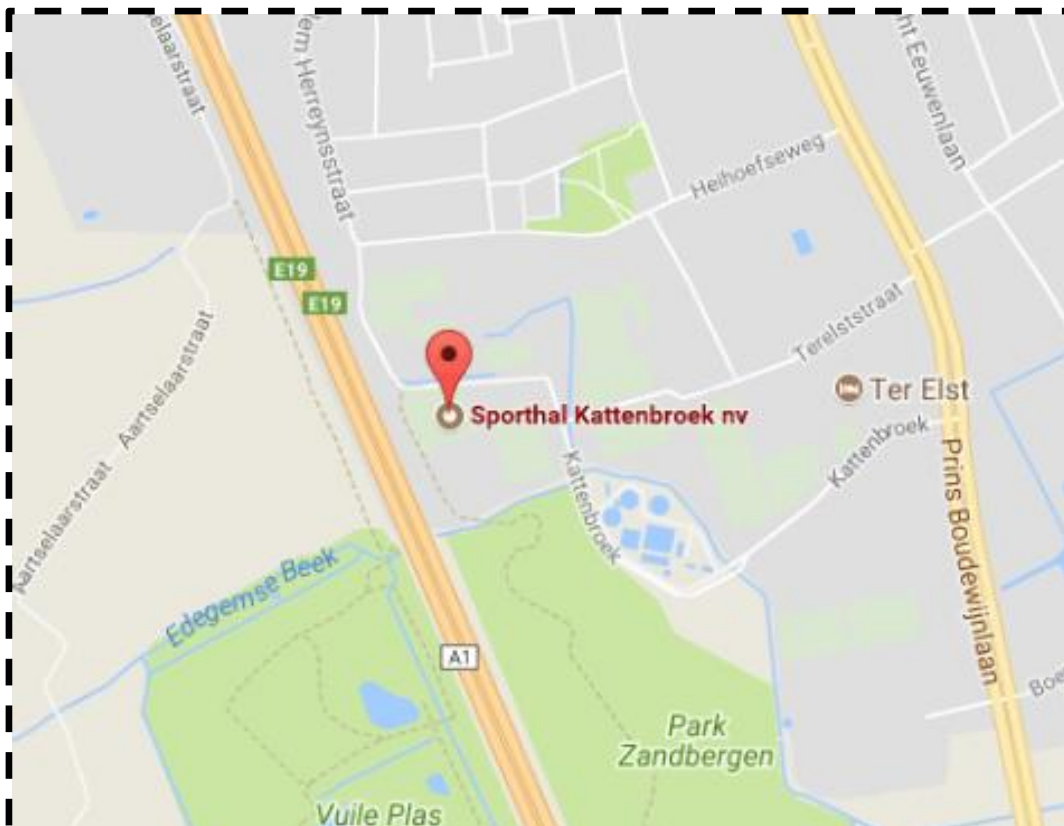 elaarstraat
em Herreynsstraat
ht Eeuwenlaan
Heihoefseweg
E19
E19
Aartselaarstraat
Aartselaarstraat
Terelststraat
Ter Elst
Sporthal Kattenbroek nv
Kattenbroek
Kattenbroek
Prins Boudewijnlaan
Edegemse Beek
A1
Boe
Park
Zandbergen
Vuile Plas